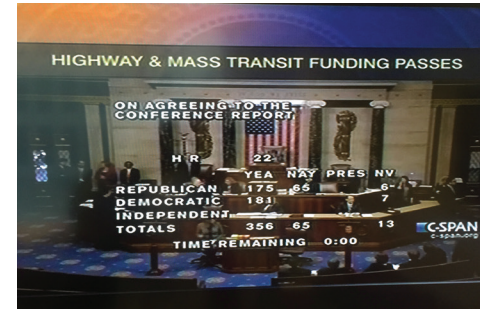 HIGHWAY & MASS TRANSIT FUNDING PASSES
ON AGREEING TO THE
CONFERENCE REPORT
H R 22
YEA NAY PRES NV
REPUBLICAN 175 65 6
DEMOCRATIC 181 7
INDEPENDENT
TOTALS 356 65 13
C-SPAN
c-span.org
TIME REMAINING 0:00